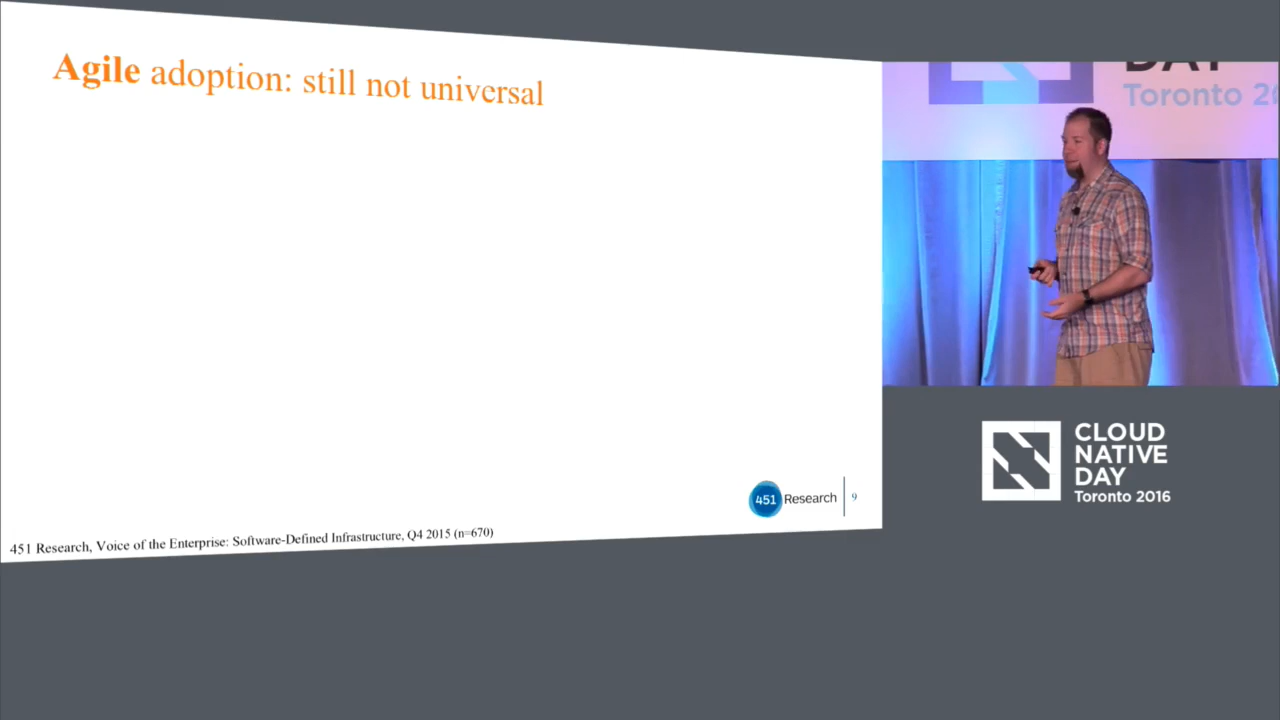 Agile adoption: still not universal
451 Research
9
451 Research, Voice of the Enterprise: Software-Defined Infrastructure, Q4 2015 (n=670)
Toronto
CLOUD
NATIVE
DAY
Toronto 2016